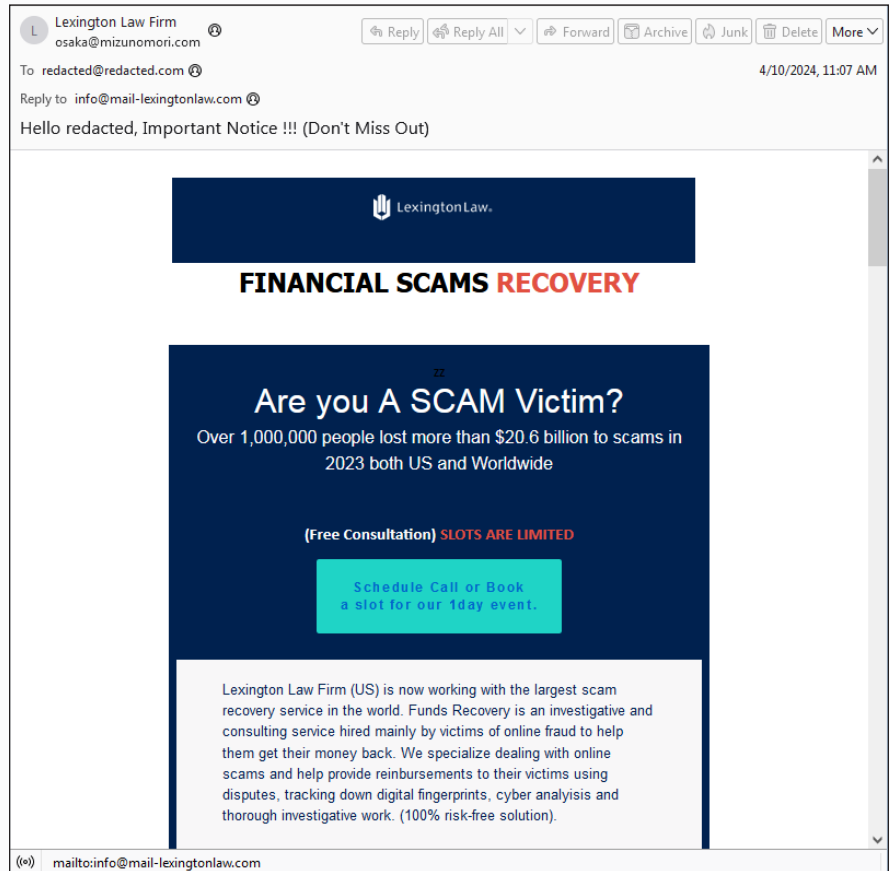 L
Lexington Law Firm
osaka@mizunomori.com
Reply Reply All Forward Archive Junk Delete More
To redacted@redacted.com
4/10/2024, 11:07 AM
Reply to info@mail-lexingtonlaw.com
Hello redacted, Important Notice !!! (Don't Miss Out)
LexingtonLaw®
FINANCIAL SCAMS RECOVERY
zz
Are you A SCAM Victim?
Over 1,000,000 people lost more than $20.6 billion to scams in
2023 both US and Worldwide
(Free Consultation) SLOTS ARE LIMITED
Schedule Call or Book
a slot for our 1day event.
Lexington Law Firm (US) is now working with the largest scam
recovery service in the world. Funds Recovery is an investigative and
consulting service hired mainly by victims of online fraud to help
them get their money back. We specialize dealing with online
scams and help provide reinbursements to their victims using
disputes, tracking down digital fingerprints, cyber analyisis and
thorough investigative work. (100% risk-free solution).
mailto:info@mail-lexingtonlaw.com